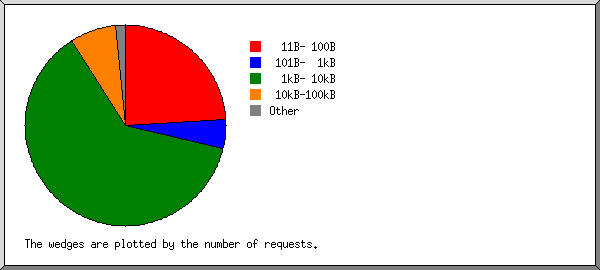 11B- 100B
101B-  1kB
1kB- 10kB
10kB-100kB
Other
The wedges are plotted by the number of requests.